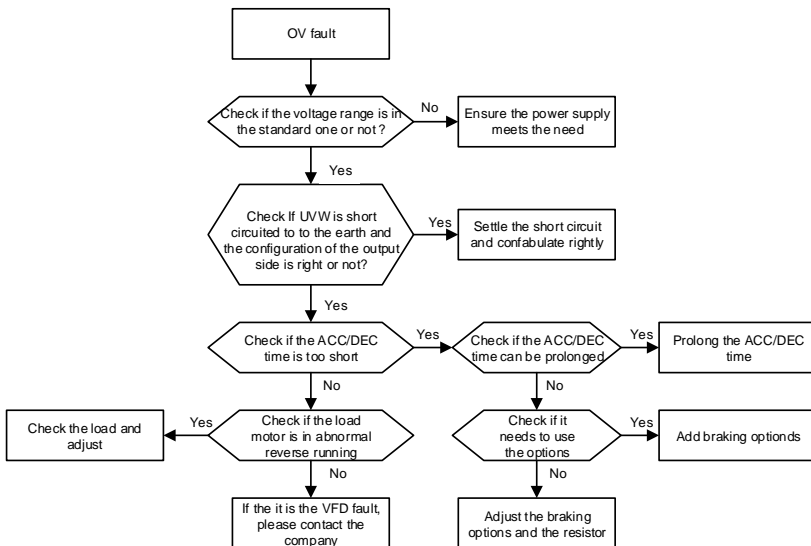 OV fault
Check if the voltage range is in
the standard one or not ?
No
Ensure the power supply
meets the need
Yes
Check If UVW is short
circuited to to the earth and
the configuration of the output
side is right or not?
Yes
Settle the short circuit
and confabulate rightly
Yes
Check if the ACC/DEC
time is too short
Yes
Check if the ACC/DEC
time can be prolonged
Yes
Prolong the ACC/DEC
time
No
No
Check the load and
adjust
Yes
Check if the load
motor is in abnormal
reverse running
Check if it
needs to use
the options
Yes
Add braking optionds
No
No
If the it is the VFD fault,
please contact the
company
Adjust the braking
options and the resistor